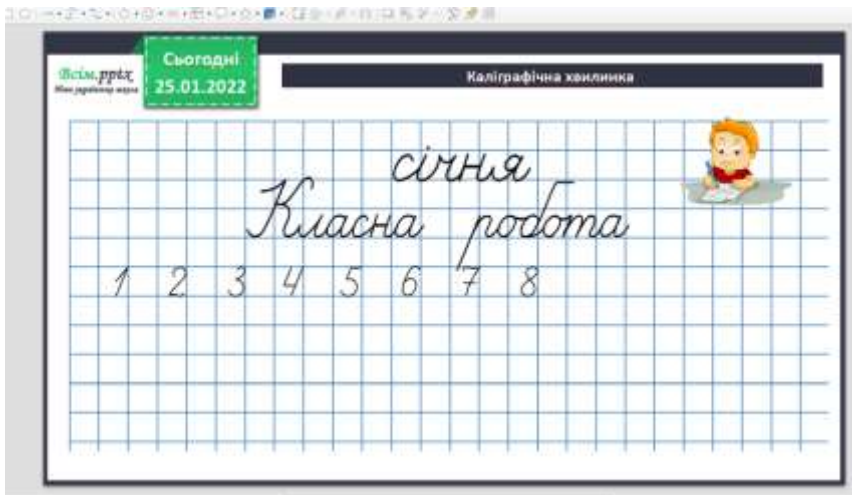 Всім.pptx
Сьогодні
25.01.2022
Каліграфічна хвилинка
січня
Класна робота
1 2 3 4 5 6 7 8